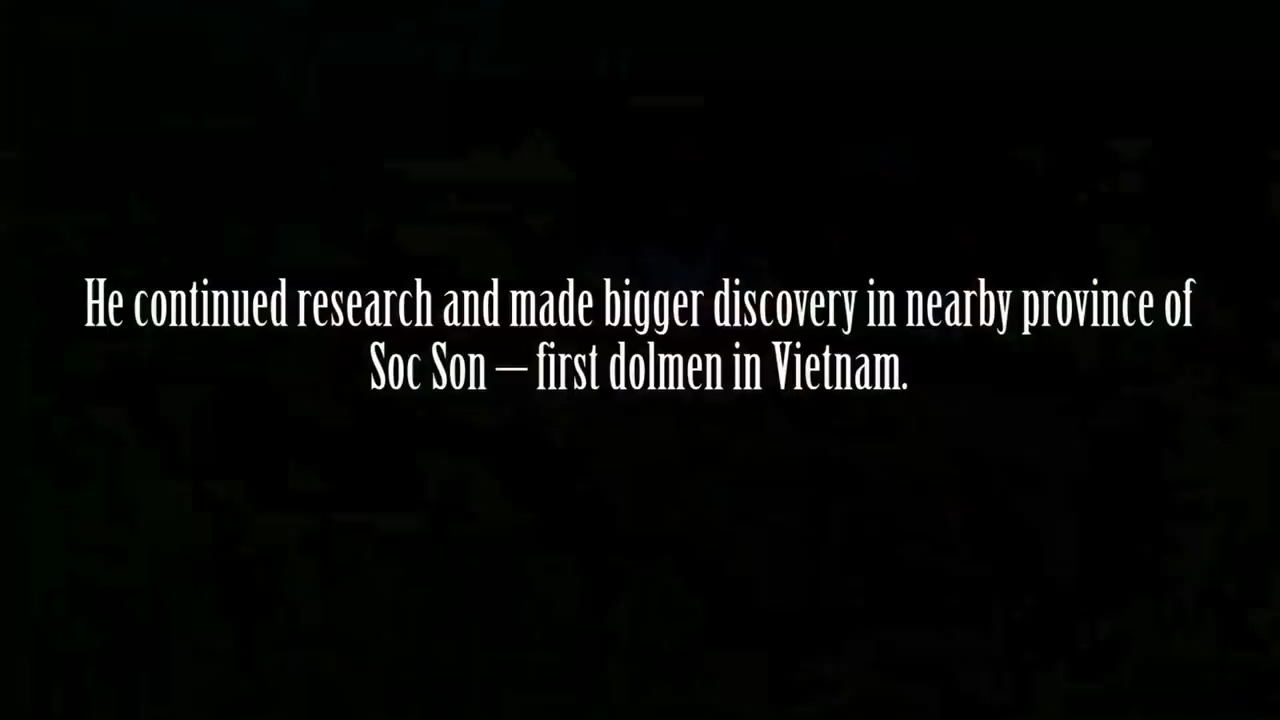 He continued research and made bigger discovery in nearby province of
Soc Son – first dolmen in Vietnam.